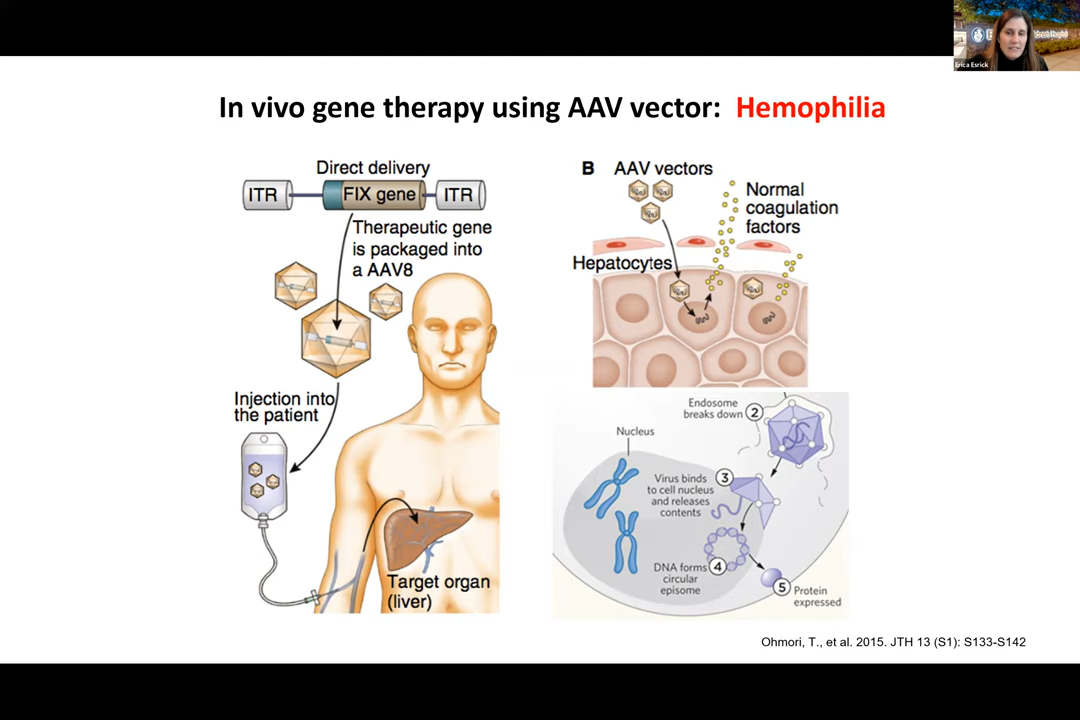 Erica Esrick
In vivo gene therapy using AAV vector: Hemophilia
Direct delivery
ITR
FIX gene
ITR
Therapeutic gene
is packaged into
a AAV8
Injection into
the patient
Target organ
(liver)
B AAV vectors
Normal
coagulation
factors
Hepatocytes
Endosome
breaks down 2
Nucleus
Virus binds 3
to cell nucleus
and releases
contents
DNA forms 4
circular
episome
5 Protein
expressed
Ohmori, T., et al. 2015. JTH 13 (S1): S133-S142